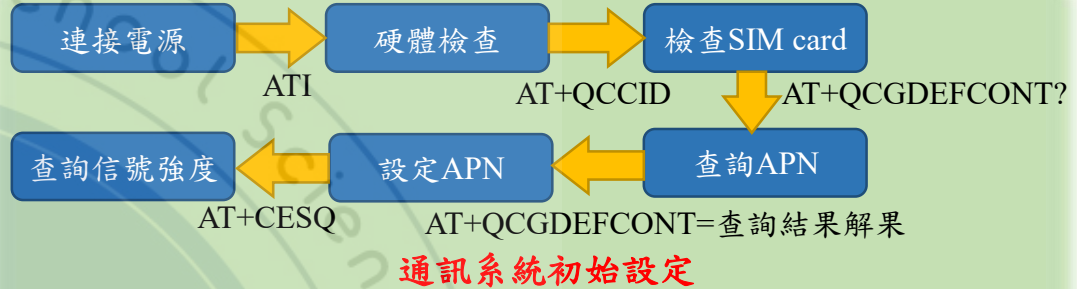 連接電源
硬體檢查
檢查SIM card
ATI
AT+QCCID
AT+QCGDEFCONT?
查詢信號強度
設定APN
查詢APN
AT+CESQ
AT+QCGDEFCONT=查詢結果解果
通訊系統初始設定